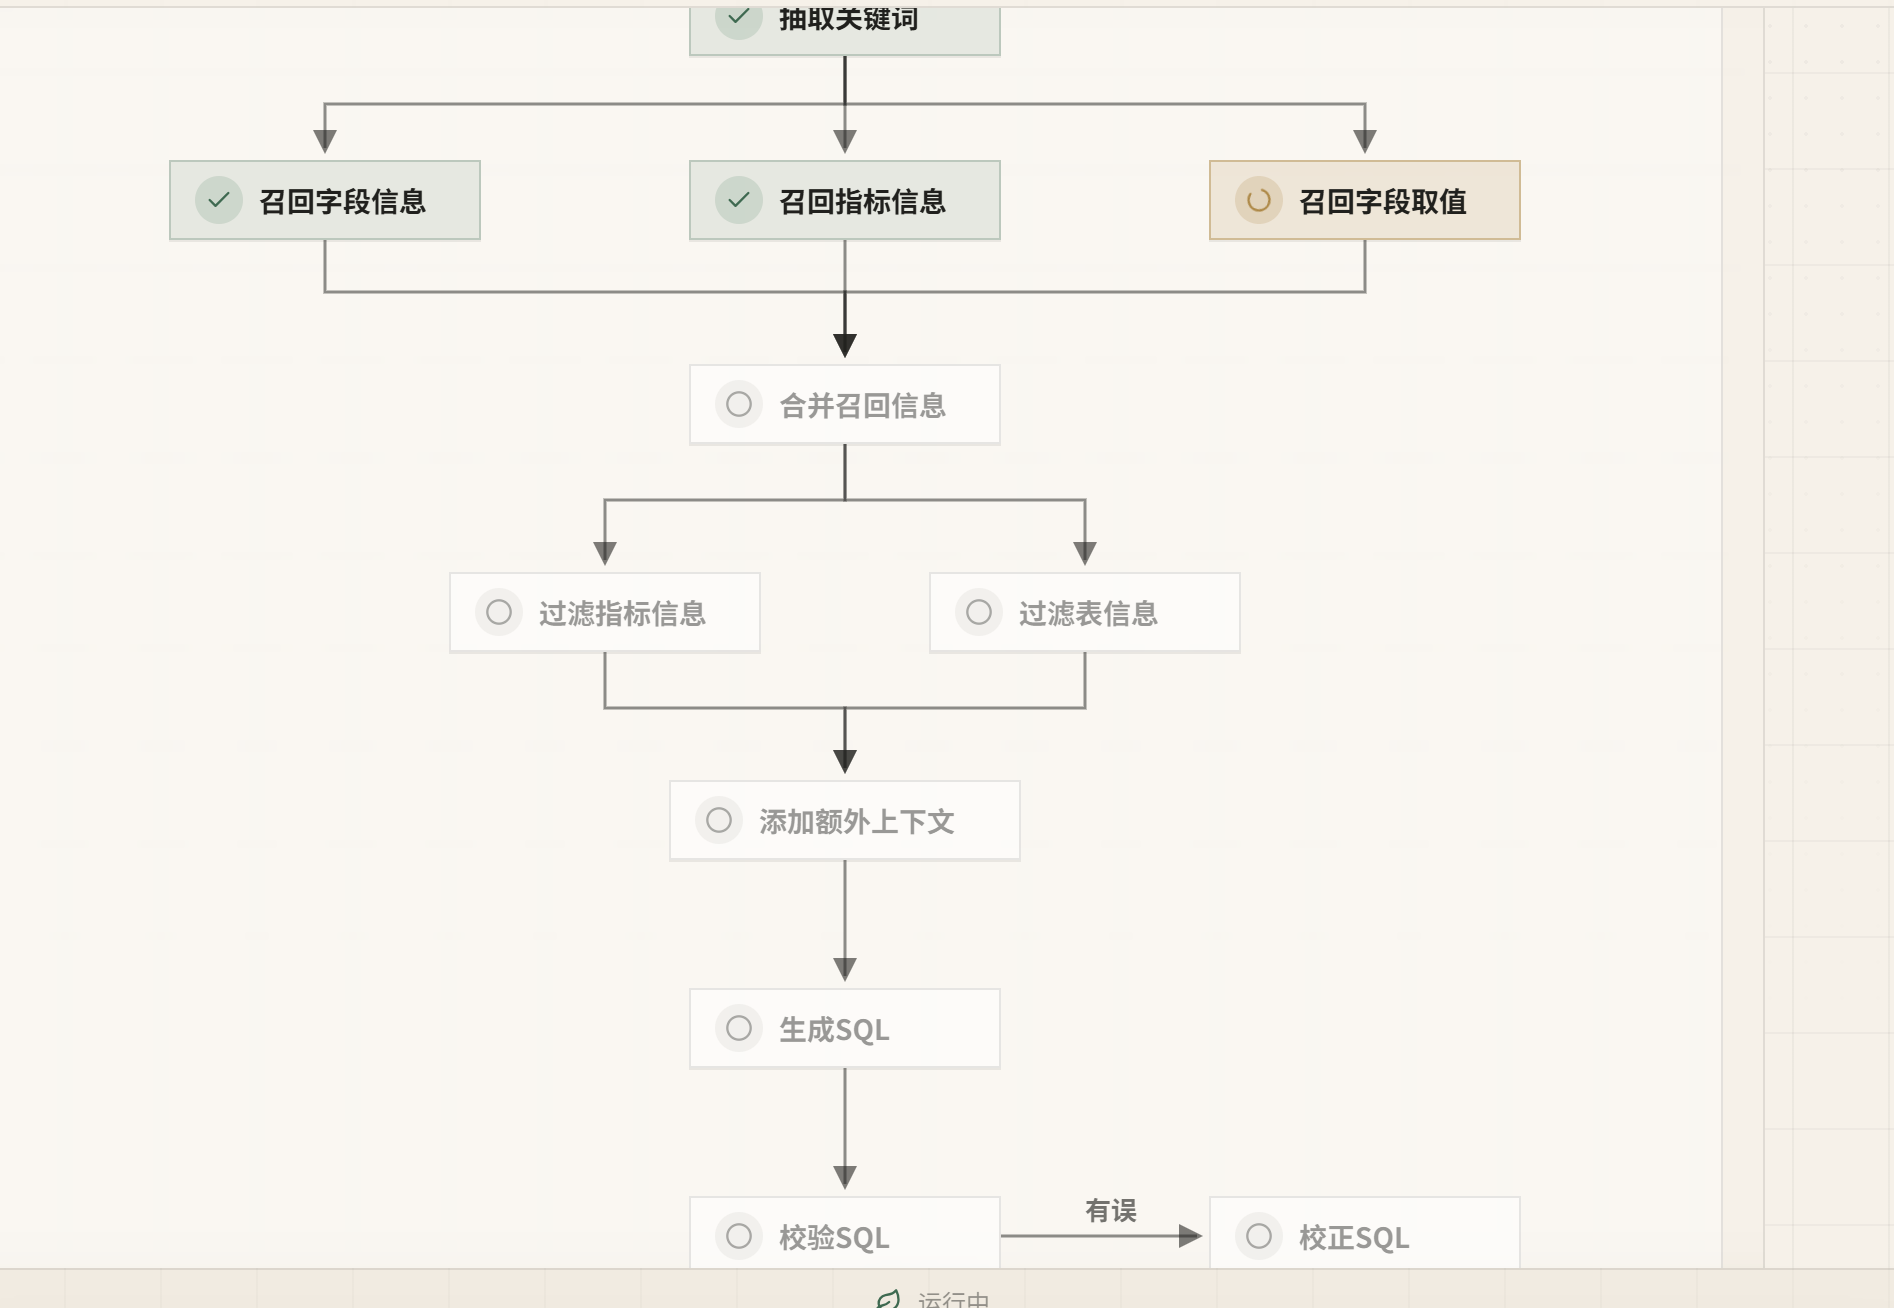 抽取关键词
召回字段信息
召回指标信息
召回字段取值
合并召回信息
过滤指标信息
过滤表信息
添加额外上下文
生成SQL
校验SQL
有误
校正SQL
运行中